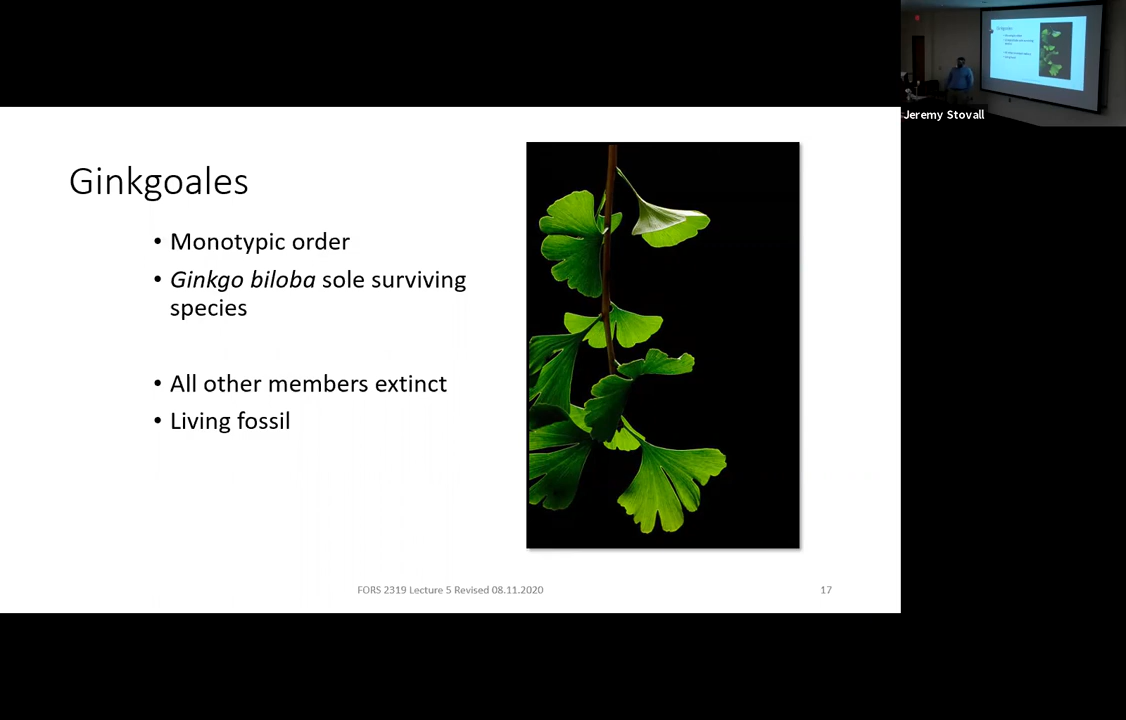 Ginkgoales
• Monotypic order
• Ginkgo biloba sole surviving
species
• All other members extinct
• Living fossil
FORS 2319 Lecture 5 Revised 08.11.2020
17
Jeremy Stovall